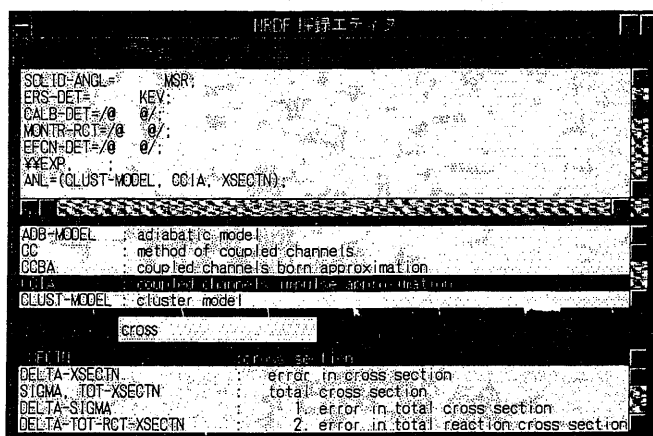 NRDF 採録エディタ
SOLID-ANGL= MSR;
ERS-DET= KEV;
CALB-DET=/@ @/;
MONTR-RCT=/@ @/;
EFCN-DET=/@ @/;
¥¥EXP ;
ANL=(CLUST-MODEL, CCIA, XSECTN);
ADB-MODEL : adiabatic model
CC : method of coupled channels
CCBA : coupled channels born approximation
CCIA : coupled channels impulse approximation
CLUST-MODEL : cluster model
cross
XSECTN : cross section
DELTA-XSECTN : error in cross section
SIGMA, TOT-XSECTN : total cross section
DELTA-SIGMA : 1. error in total cross section
DELTA-TOT-RCT-XSECTN : 2. error in total reaction cross section